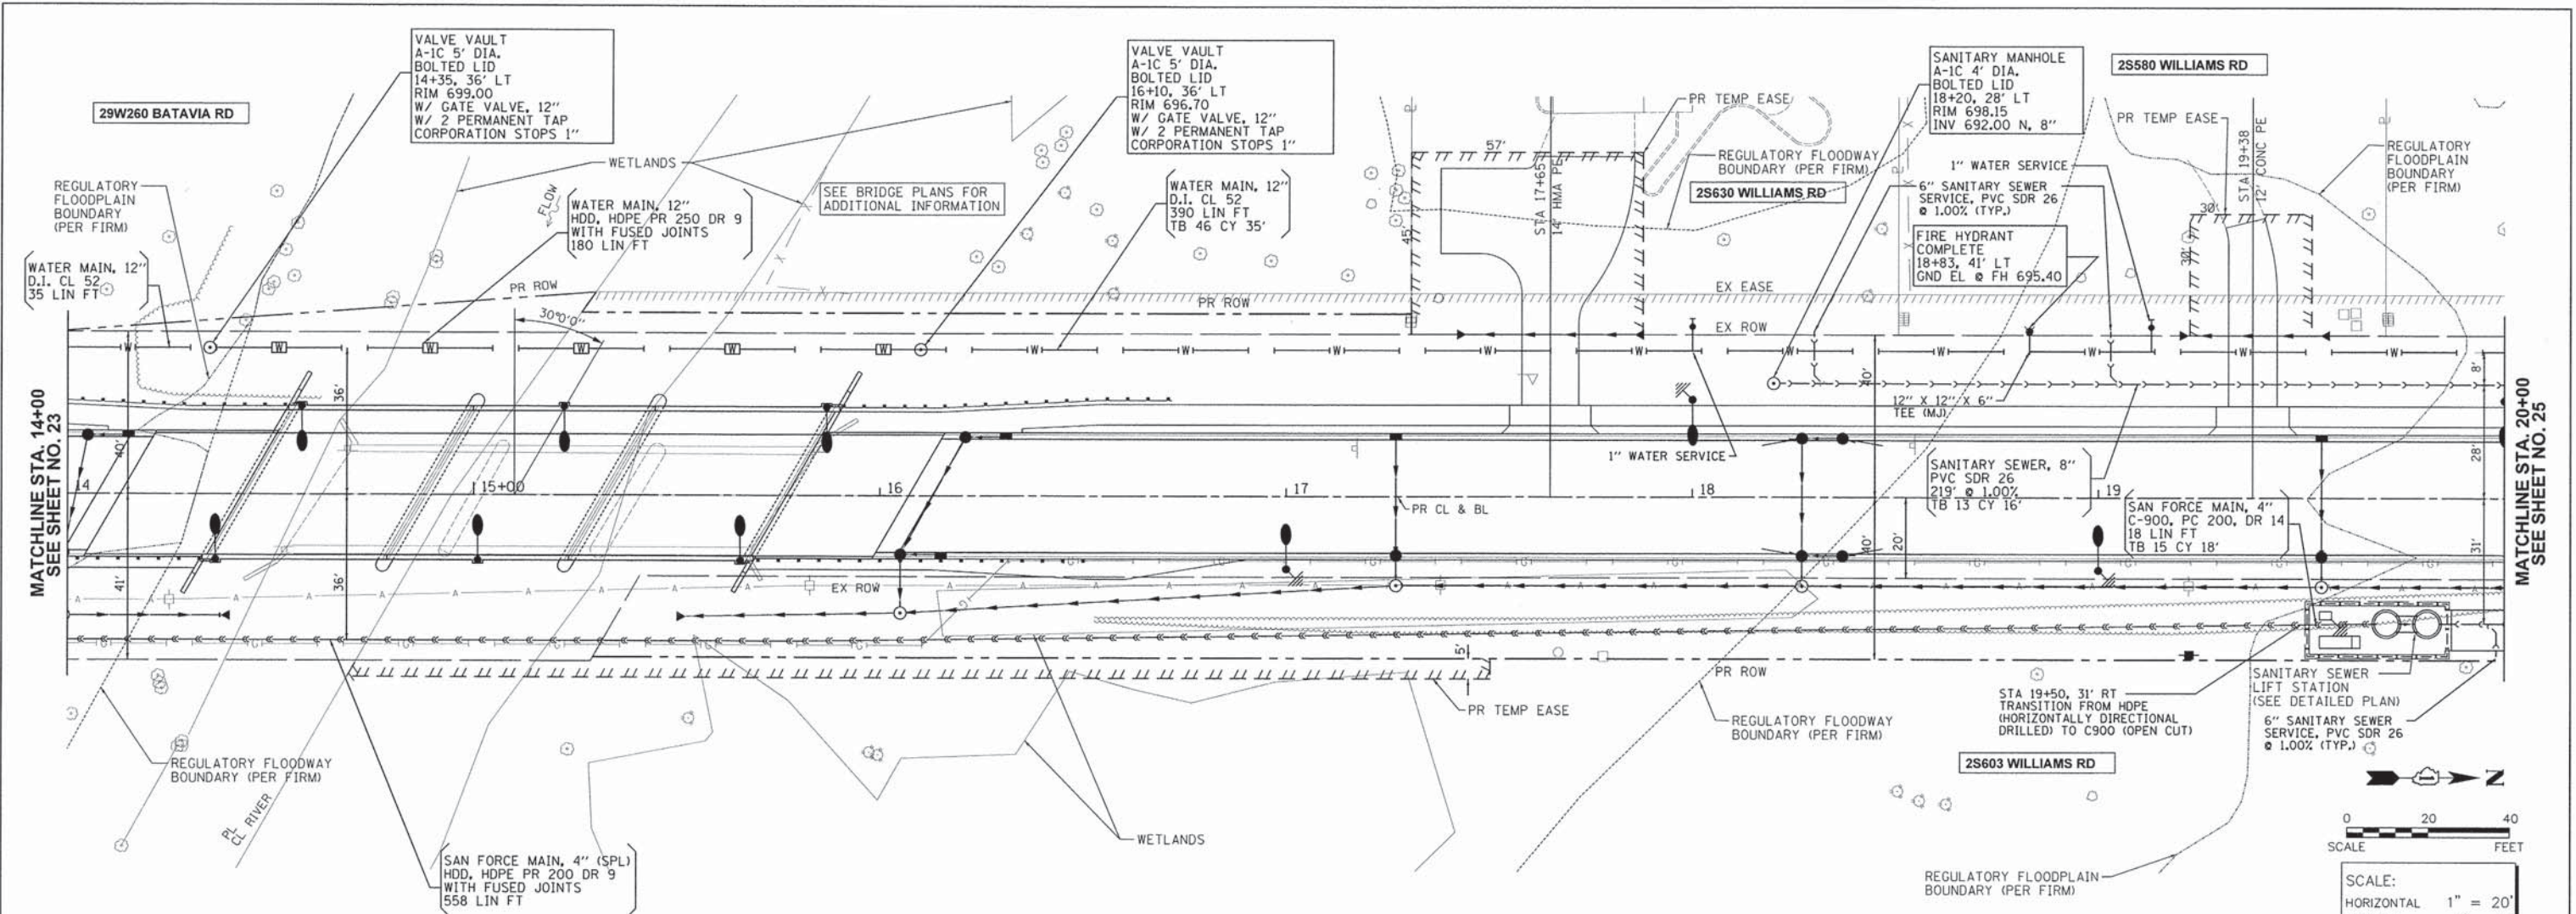 VALVE VAULT
A-1C 5' DIA.
BOLTED LID
14+35, 36' LT
RIM 699.00
W/ GATE VALVE, 12"
W/ 2 PERMANENT TAP
CORPORATION STOPS 1"
VALVE VAULT
A-1C 5' DIA.
BOLTED LID
16+10, 36' LT
RIM 696.70
W/ GATE VALVE, 12"
W/ 2 PERMANENT TAP
CORPORATION STOPS 1"
SANITARY MANHOLE
A-1C 4' DIA.
BOLTED LID
18+20, 28' LT
RIM 698.15
INV 692.00 N, 8"
2S580 WILLIAMS RD
29W260 BATAVIA RD
PR TEMP EASE
PR TEMP EASE
STA 19+38
12' CONC PE
REGULATORY
FLOODPLAIN
BOUNDARY
(PER FIRM)
WETLANDS
57'
REGULATORY FLOODWAY
BOUNDARY (PER FIRM)
1" WATER SERVICE
REGULATORY
FLOODPLAIN
BOUNDARY
(PER FIRM)
FLOW
WATER MAIN, 12"
HDD, HDPE PR 250 DR 9
WITH FUSED JOINTS
180 LIN FT
SEE BRIDGE PLANS FOR
ADDITIONAL INFORMATION
WATER MAIN, 12"
D.I. CL 52
390 LIN FT
TB 46 CY 35'
STA 17+65
14' HMA PE
45'
2S630 WILLIAMS RD
6" SANITARY SEWER
SERVICE, PVC SDR 26
@ 1.00% (TYP.)
30'
30'
FIRE HYDRANT
COMPLETE
18+83, 41' LT
GND EL @ FH 695.40
WATER MAIN, 12"
D.I. CL 52
35 LIN FT
PR ROW
PR ROW
EX EASE
30°0'0"
EX ROW
MATCHLINE STA. 14+00
SEE SHEET NO. 23
36'
40'
8'
12" X 12" X 6"
TEE (MJ)
MATCHLINE STA. 20+00
SEE SHEET NO. 25
40'
1" WATER SERVICE
28'
SANITARY SEWER, 8"
PVC SDR 26
219' @ 1.00%
TB 13 CY 16'
14
15+00
16
17
18
19
PR CL & BL
SAN FORCE MAIN, 4"
C-900, PC 200, DR 14
18 LIN FT
TB 15 CY 18'
41'
36'
40'
20'
31'
EX ROW
5'
PR ROW
PR TEMP EASE
STA 19+50, 31' RT
TRANSITION FROM HDPE
(HORIZONTALLY DIRECTIONAL
DRILLED) TO C900 (OPEN CUT)
SANITARY SEWER
LIFT STATION
(SEE DETAILED PLAN)
REGULATORY FLOODWAY
BOUNDARY (PER FIRM)
6" SANITARY SEWER
SERVICE, PVC SDR 26
@ 1.00% (TYP.)
REGULATORY FLOODWAY
BOUNDARY (PER FIRM)
2S603 WILLIAMS RD
N
PL
CL RIVER
WETLANDS
0 20 40
SCALE FEET
SAN FORCE MAIN, 4" (SPL)
HDD, HDPE PR 200 DR 9
WITH FUSED JOINTS
558 LIN FT
REGULATORY FLOODPLAIN
BOUNDARY (PER FIRM)
SCALE:
HORIZONTAL 1" = 20'